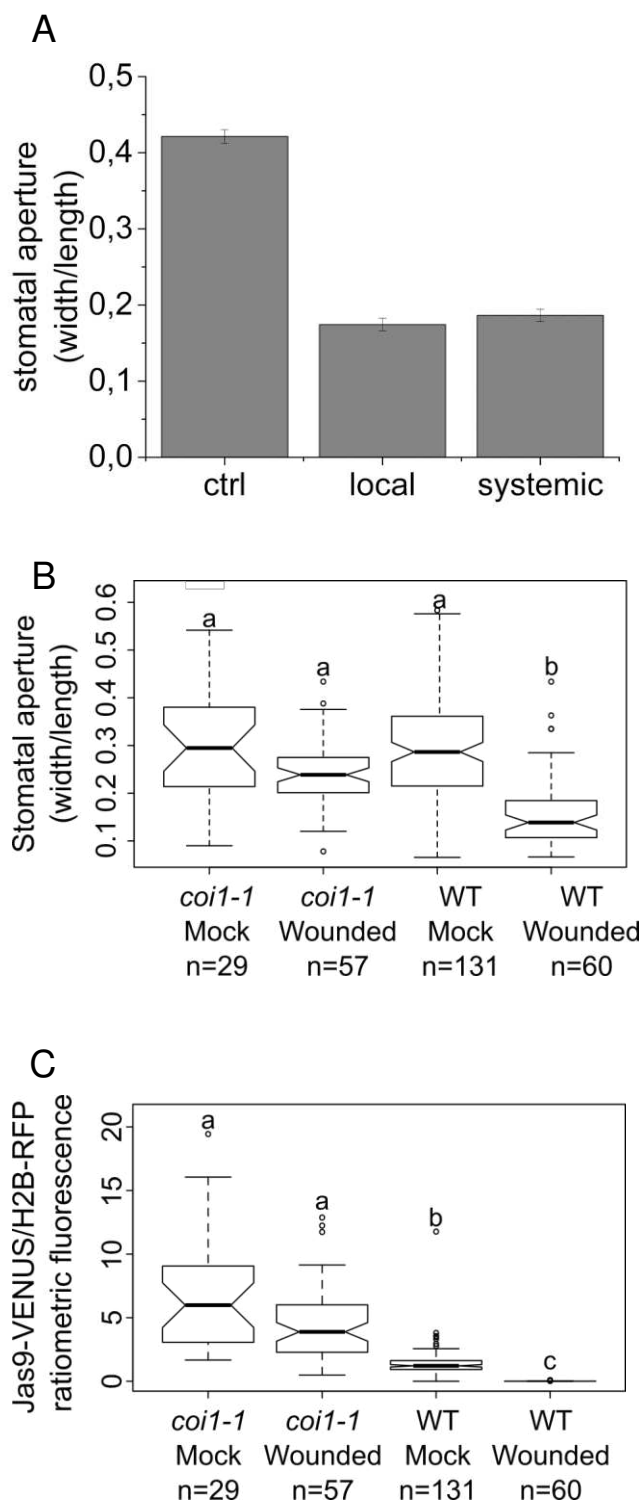 A
stomatal aperture
(width/length)
0,5
0,4
0,3
0,2
0,1
0,0
ctrl local systemic
B
Stomatal aperture
(width/length)
0.6
0.5
0.4
0.3
0.2
0.1
a a a b
coi1-1 coi1-1 WT WT
Mock Wounded Mock Wounded
n=29 n=57 n=131 n=60
C
Jas9-VENUS/H2B-RFP
ratiometric fluorescence
20
15
10
5
0
a a b c
coi1-1 coi1-1 WT WT
Mock Wounded Mock Wounded
n=29 n=57 n=131 n=60